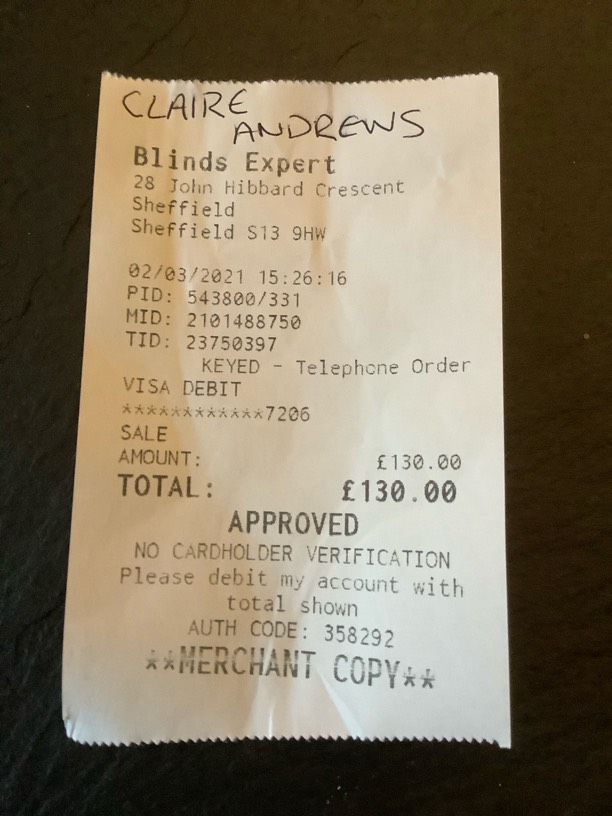 CLAIRE
ANDREWS
Blinds Expert
28 John Hibbard Crescent
Sheffield
Sheffield S13 9HW
02/03/2021 15:26:16
PID: 543800/331
MID: 2101488750
TID: 23750397
KEYED - Telephone Order
VISA DEBIT
************7206
SALE
AMOUNT: £130.00
TOTAL: £130.00
APPROVED
NO CARDHOLDER VERIFICATION
Please debit my account with
total shown
AUTH CODE: 358292
**MERCHANT COPY**